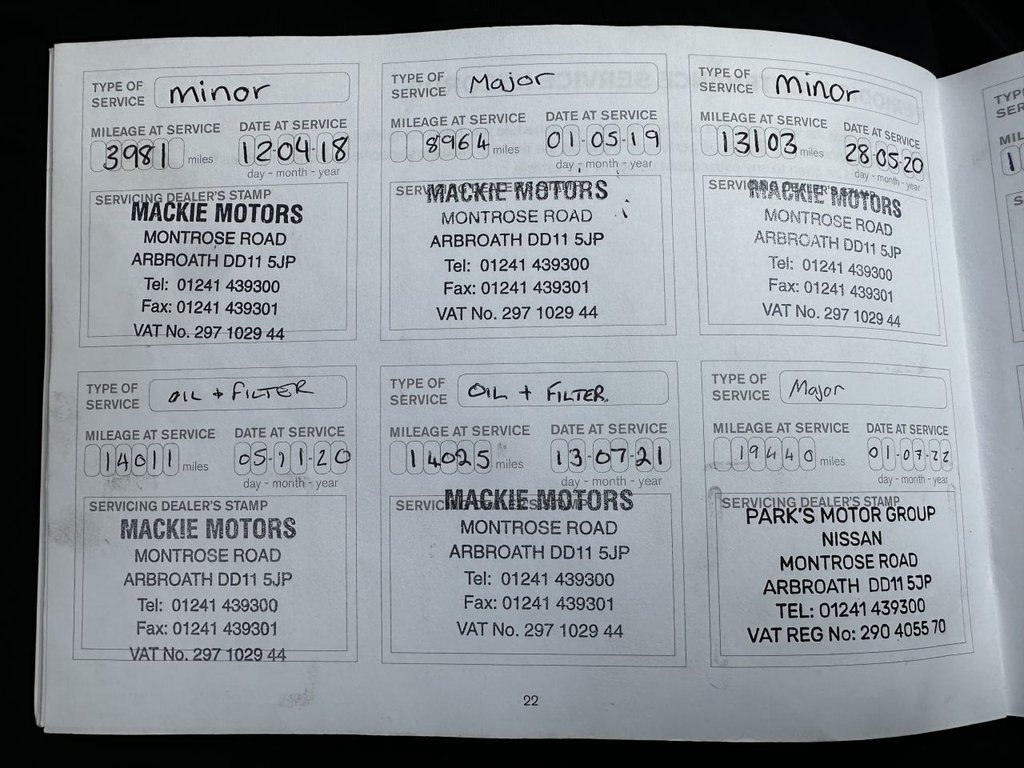 TYPE OF SERVICE minor
MILEAGE AT SERVICE DATE AT SERVICE
3981 miles 12-04-18
day - month - year
SERVICING DEALER'S STAMP
MACKIE MOTORS
MONTROSE ROAD
ARBROATH DD11 5JP
Tel: 01241 439300
Fax: 01241 439301
VAT No. 297 1029 44
TYPE OF SERVICE Major
MILEAGE AT SERVICE DATE AT SERVICE
8964 miles 01-05-19
day - month - year
SERVICING DEALER'S STAMP
MACKIE MOTORS
MONTROSE ROAD
ARBROATH DD11 5JP
Tel: 01241 439300
Fax: 01241 439301
VAT No. 297 1029 44
TYPE OF SERVICE minor
MILEAGE AT SERVICE DATE AT SERVICE
13103 miles 28-05-20
day - month - year
SERVICING DEALER'S STAMP
MACKIE MOTORS
MONTROSE ROAD
ARBROATH DD11 5JP
Tel: 01241 439300
Fax: 01241 439301
VAT No. 297 1029 44
TYPE OF SERVICE OIL + FILTER
MILEAGE AT SERVICE DATE AT SERVICE
14011 miles 05-11-20
day - month - year
SERVICING DEALER'S STAMP
MACKIE MOTORS
MONTROSE ROAD
ARBROATH DD11 5JP
Tel: 01241 439300
Fax: 01241 439301
VAT No. 297 1029 44
TYPE OF SERVICE OIL + FILTER
MILEAGE AT SERVICE DATE AT SERVICE
14025 miles 13-07-21
day - month - year
SERVICING DEALER'S STAMP
MACKIE MOTORS
MONTROSE ROAD
ARBROATH DD11 5JP
Tel: 01241 439300
Fax: 01241 439301
VAT No. 297 1029 44
TYPE OF SERVICE Major
MILEAGE AT SERVICE DATE AT SERVICE
19440 miles 01-07-22
day - month - year
SERVICING DEALER'S STAMP
PARK'S MOTOR GROUP
NISSAN
MONTROSE ROAD
ARBROATH DD11 5JP
TEL: 01241 439300
VAT REG No: 290 4055 70
22